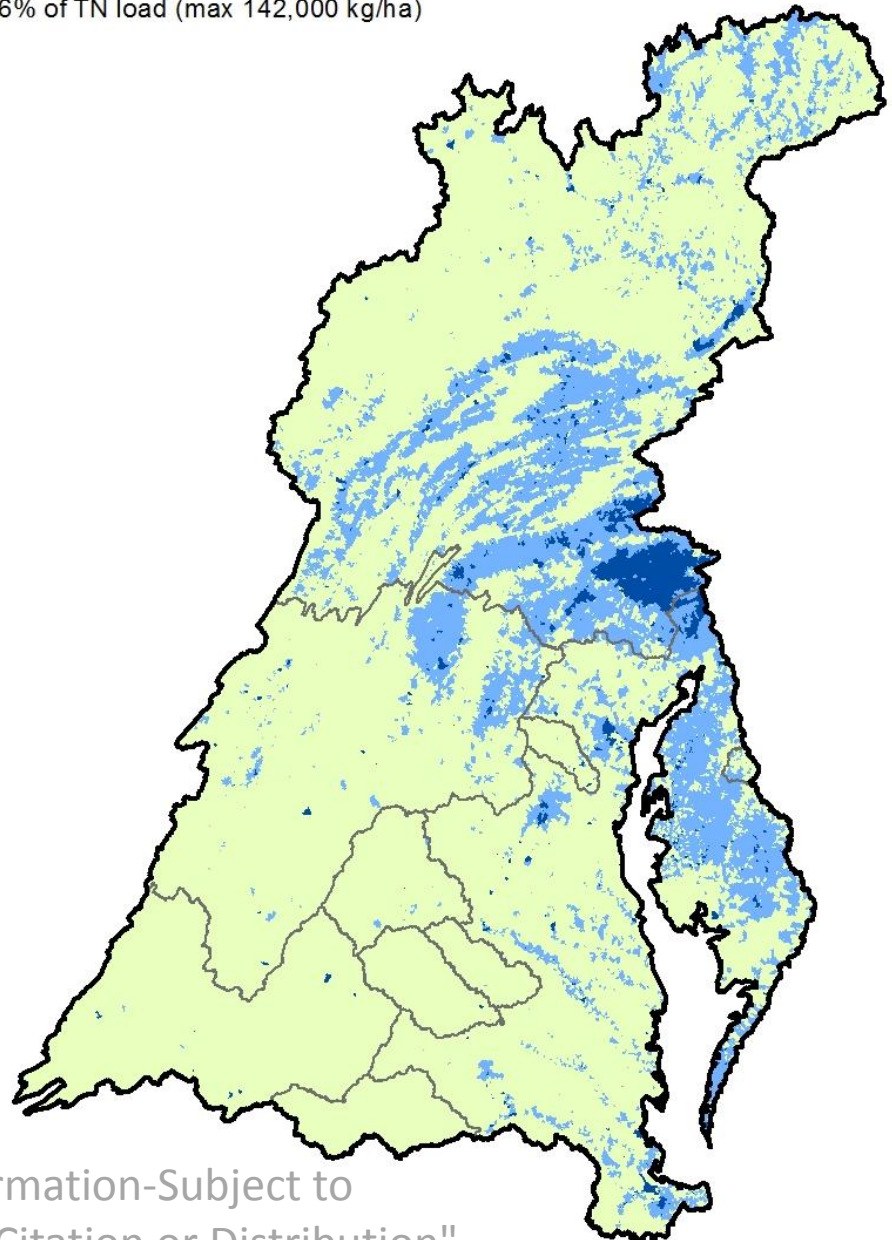 6% of TN load (max 142,000 kg/ha)
rmation-Subject to
Citation or Distribution"